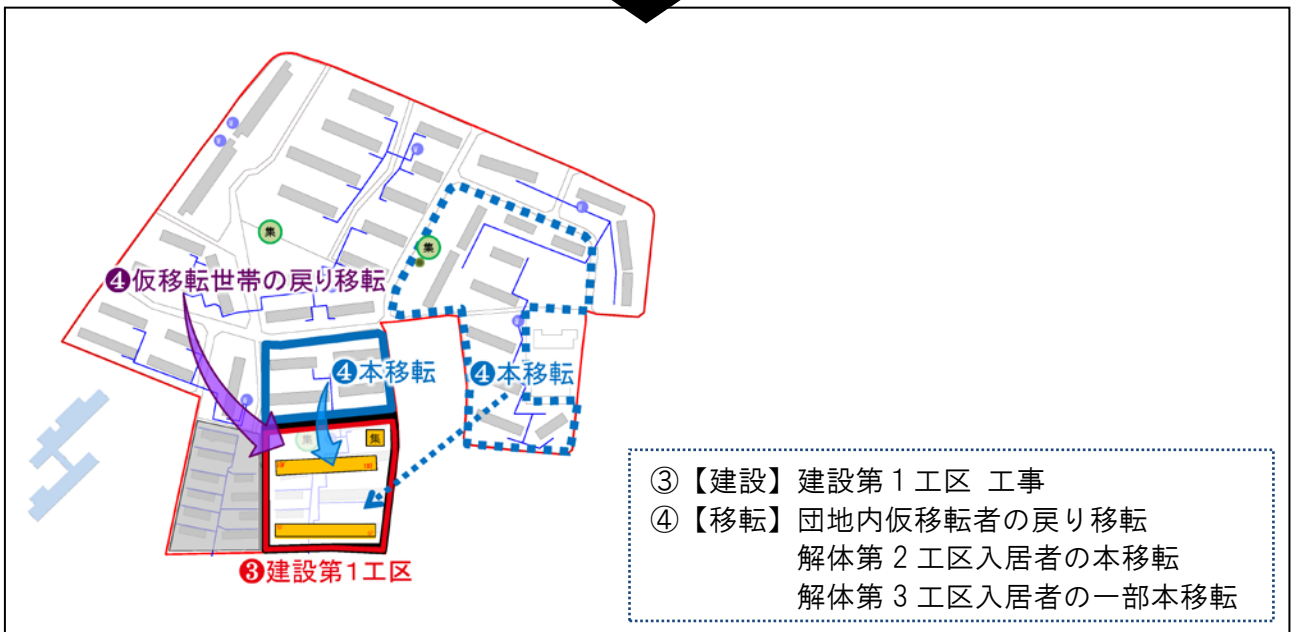 集
集
❹仮移転世帯の戻り移転
❹本移転
❹本移転
集
集
❸建設第1工区
③【建設】建設第1工区 工事
④【移転】団地内仮移転者の戻り移転
解体第2工区入居者の本移転
解体第3工区入居者の一部本移転